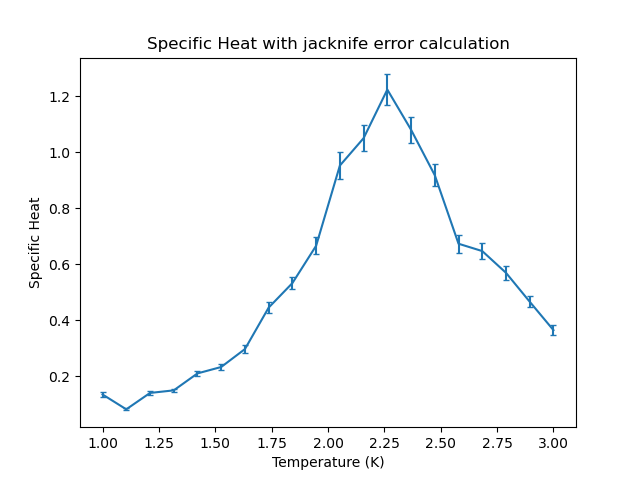 Specific Heat with jacknife error calculation
1.2
1.0
0.8
0.6
0.4
0.2
Specific Heat
1.00 1.25 1.50 1.75 2.00 2.25 2.50 2.75 3.00
Temperature (K)